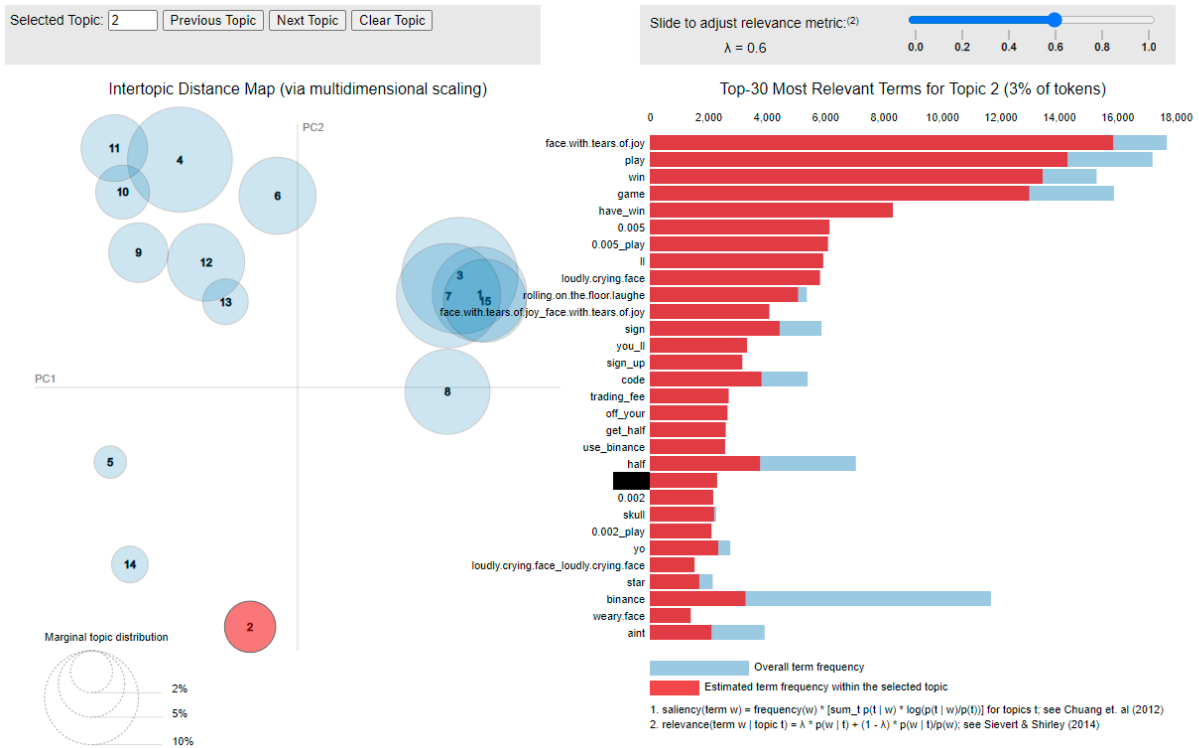 Selected Topic: 2 Previous Topic Next Topic Clear Topic
Slide to adjust relevance metric:(2)
λ = 0.6
0.0 0.2 0.4 0.6 0.8 1.0
Intertopic Distance Map (via multidimensional scaling)
PC2
PC1
11
4
10
6
9
12
13
3
7
1
15
8
5
14
2
Marginal topic distribution
2%
5%
10%
Top-30 Most Relevant Terms for Topic 2 (3% of tokens)
0 2,000 4,000 6,000 8,000 10,000 12,000 14,000 16,000 18,000
face.with.tears.of.joy
play
win
game
have_win
0.005
0.005_play
ll
loudly.crying.face
rolling.on.the.floor.laughe
face.with.tears.of.joy_face.with.tears.of.joy
sign
you_ll
sign_up
code
trading_fee
off_your
get_half
use_binance
half
0.002
skull
0.002_play
yo
loudly.crying.face_loudly.crying.face
star
binance
weary.face
aint
Overall term frequency
Estimated term frequency within the selected topic
1. saliency(term w) = frequency(w) * [sum_t p(t | w) * log(p(t | w)/p(t))] for topics t; see Chuang et. al (2012)
2. relevance(term w | topic t) = λ * p(w | t) + (1 - λ) * p(w | t)/p(w); see Sievert & Shirley (2014)